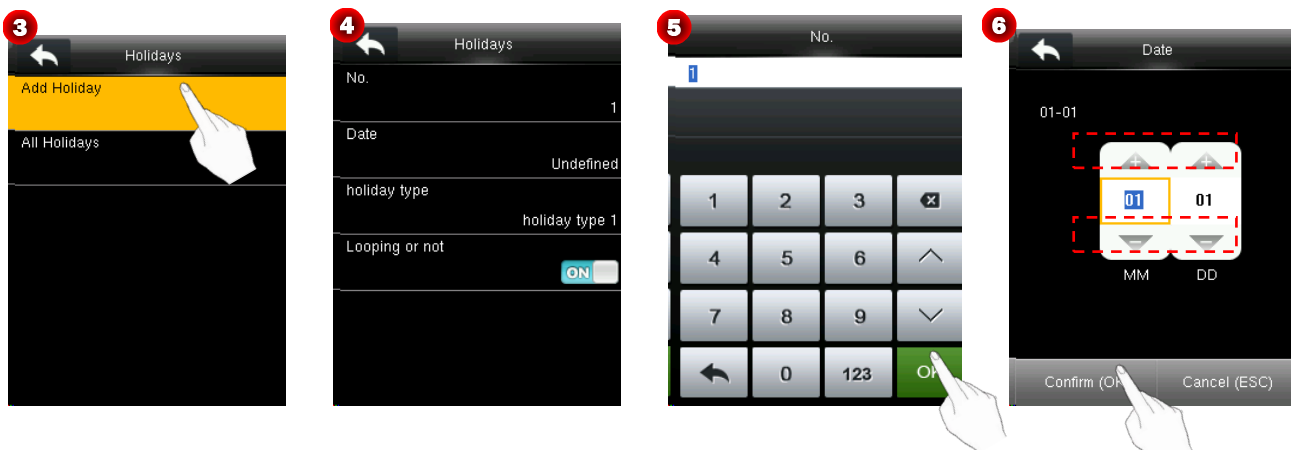 3
Holidays
Add Holiday
All Holidays
4
Holidays
No.
1
Date
Undefined
holiday type
holiday type 1
Looping or not
ON
5
No.
1
1 2 3
4 5 6
7 8 9
0 123 OK
6
Date
01-01
01 01
MM DD
Confirm (OK) Cancel (ESC)